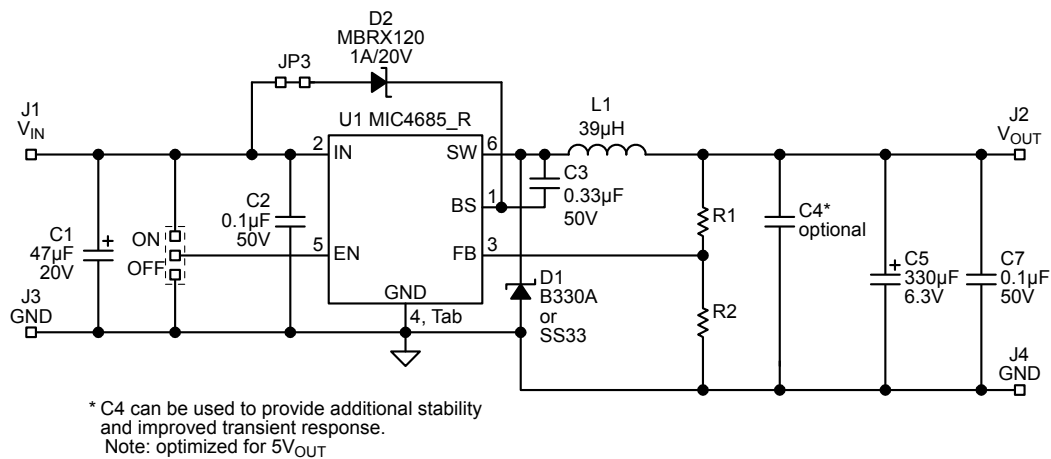 D2
MBRX120
1A/20V
JP3
J1
V_IN
U1 MIC4685_R
L1
39µH
J2
V_OUT
2
IN
SW
6
C3
0.33µF
50V
BS
1
C2
0.1µF
50V
C1
+
47µF
20V
ON
OFF
5
EN
FB
3
R1
C4*
optional
C5
+
330µF
6.3V
C7
0.1µF
50V
J3
GND
GND
4, Tab
D1
B330A
or
SS33
R2
J4
GND
* C4 can be used to provide additional stability
and improved transient response.
Note: optimized for 5V_OUT